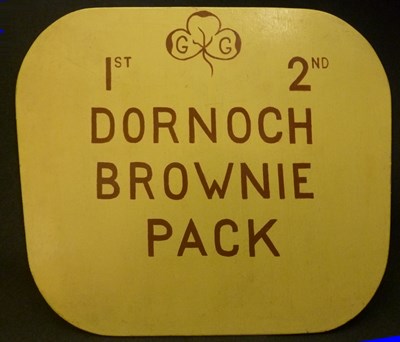 G G
1ST 2ND
DORNOCH
BROWNIE
PACK